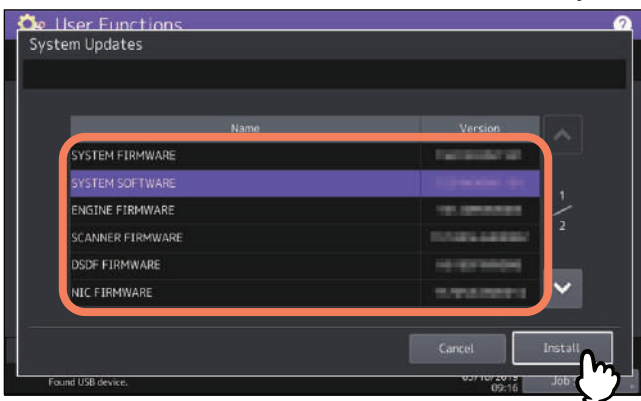 User Functions
?
System Updates
Name Version
SYSTEM FIRMWARE
SYSTEM SOFTWARE
ENGINE FIRMWARE
SCANNER FIRMWARE
DSDF FIRMWARE
NIC FIRMWARE
1
2
Cancel Install
Found USB device.
09:16
Job